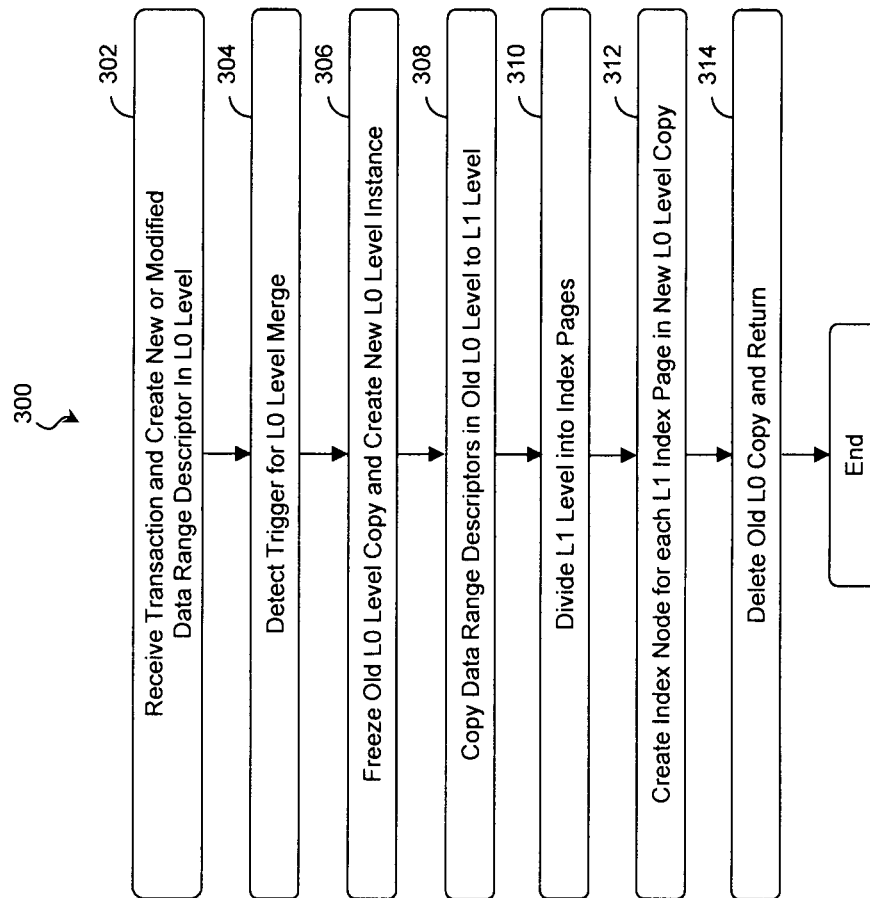 300
302
Receive Transaction and Create New or Modified
Data Range Descriptor In L0 Level
304
Detect Trigger for L0 Level Merge
306
Freeze Old L0 Level Copy and Create New L0 Level Instance
308
Copy Data Range Descriptors in Old L0 Level to L1 Level
310
Divide L1 Level into Index Pages
312
Create Index Node for each L1 Index Page in New L0 Level Copy
314
Delete Old L0 Copy and Return
End